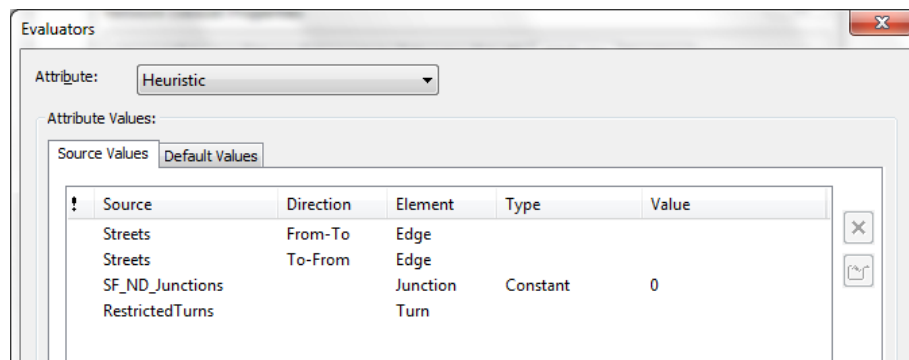 Evaluators
Attribute: Heuristic
Attribute Values:
Source Values Default Values
! Source Direction Element Type Value
Streets From-To Edge
Streets To-From Edge
SF_ND_Junctions Junction Constant 0
RestrictedTurns Turn